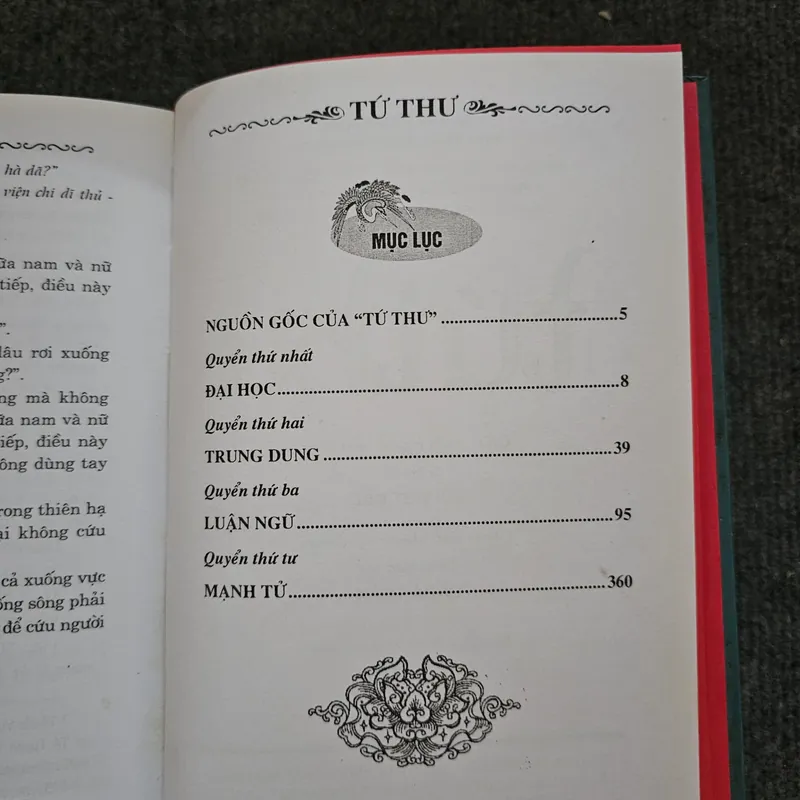 hà dã?”
viện chi dĩ thủ -
ữa nam và nữ
tiếp, điều này
”.
lâu rơi xuống
g?”.
ng mà không
ữa nam và nữ
tiếp, điều này
ông dùng tay
rong thiên hạ
ại không cứu
cả xuống vực
ống sông phải
để cứu người
TỨ THƯ
MỤC LỤC
NGUỒN GỐC CỦA “TỨ THƯ” ........................................5
Quyển thứ nhất
ĐẠI HỌC..............................................................8
Quyển thứ hai
TRUNG DUNG ....................................................39
Quyển thứ ba
LUẬN NGỮ..........................................................95
Quyển thứ tư
MẠNH TỬ..........................................................360